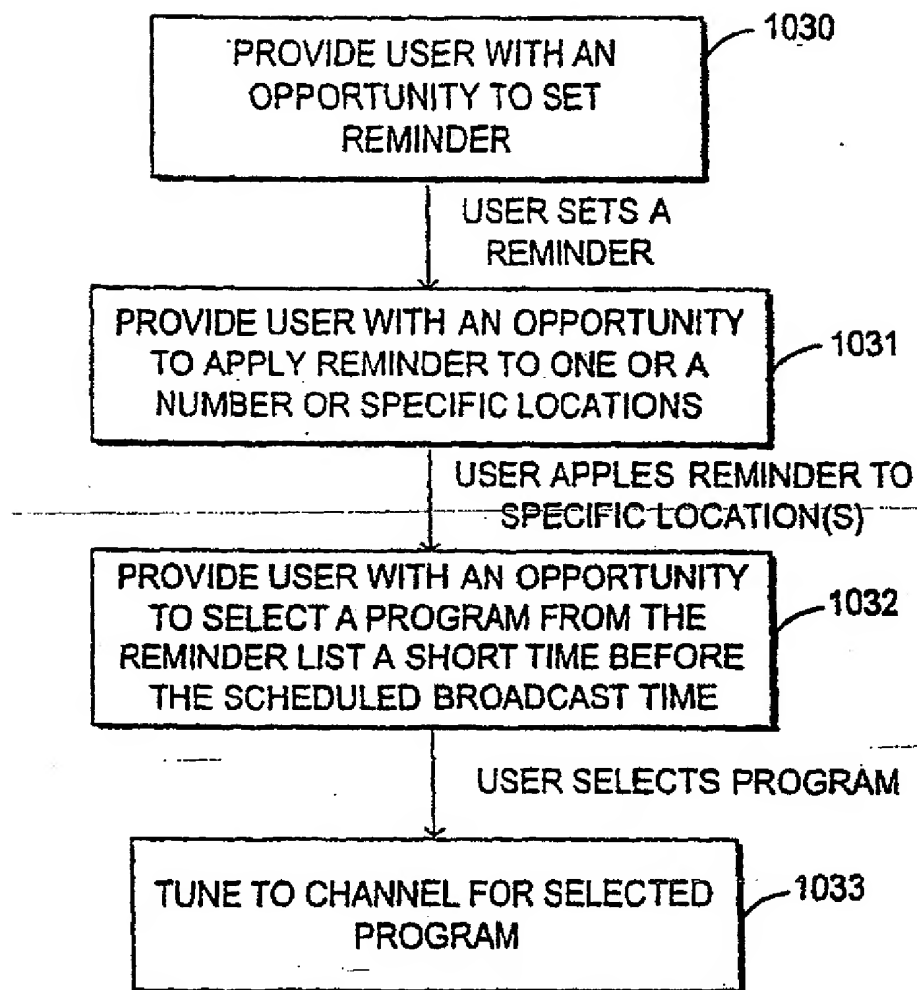 PROVIDE USER WITH AN
OPPORTUNITY TO SET
REMINDER
1030
USER SETS A
REMINDER
PROVIDE USER WITH AN OPPORTUNITY
TO APPLY REMINDER TO ONE OR A
NUMBER OR SPECIFIC LOCATIONS
1031
USER APPLES REMINDER TO
SPECIFIC LOCATION(S)
PROVIDE USER WITH AN OPPORTUNITY
TO SELECT A PROGRAM FROM THE
REMINDER LIST A SHORT TIME BEFORE
THE SCHEDULED BROADCAST TIME
1032
USER SELECTS PROGRAM
TUNE TO CHANNEL FOR SELECTED
PROGRAM
1033